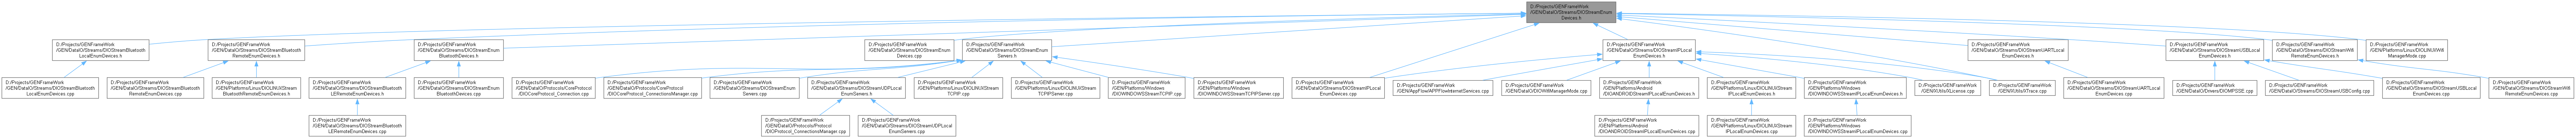 D:/Projects/GENFrameWork
/GEN/DataIO/Streams/DIOStreamEnum
Devices.h
D:/Projects/GENFrameWork
/GEN/DataIO/Streams/DIOStreamBluetooth
LocalEnumDevices.h
D:/Projects/GENFrameWork
/GEN/DataIO/Streams/DIOStreamBluetooth
RemoteEnumDevices.h
D:/Projects/GENFrameWork
/GEN/DataIO/Streams/DIOStreamEnum
BluetoothDevices.h
D:/Projects/GENFrameWork
/GEN/DataIO/Streams/DIOStreamEnum
Devices.cpp
D:/Projects/GENFrameWork
/GEN/DataIO/Streams/DIOStreamEnum
Servers.h
D:/Projects/GENFrameWork
/GEN/DataIO/Streams/DIOStreamIPLocal
EnumDevices.h
D:/Projects/GENFrameWork
/GEN/DataIO/Streams/DIOStreamUARTLocal
EnumDevices.h
D:/Projects/GENFrameWork
/GEN/DataIO/Streams/DIOStreamUSBLocal
EnumDevices.h
D:/Projects/GENFrameWork
/GEN/DataIO/Streams/DIOStreamWifi
RemoteEnumDevices.h
D:/Projects/GENFrameWork
/GEN/Platforms/Linux/DIOLINUXWifi
ManagerMode.cpp
D:/Projects/GENFrameWork
/GEN/DataIO/Streams/DIOStreamBluetooth
LocalEnumDevices.cpp
D:/Projects/GENFrameWork
/GEN/DataIO/Streams/DIOStreamBluetooth
RemoteEnumDevices.cpp
D:/Projects/GENFrameWork
/GEN/Platforms/Linux/DIOLINUXStream
BluetoothRemoteEnumDevices.h
D:/Projects/GENFrameWork
/GEN/DataIO/Streams/DIOStreamBluetooth
LERemoteEnumDevices.h
D:/Projects/GENFrameWork
/GEN/DataIO/Streams/DIOStreamEnum
BluetoothDevices.cpp
D:/Projects/GENFrameWork
/GEN/DataIO/Protocols/CoreProtocol
/DIOCoreProtocol_Connection.cpp
D:/Projects/GENFrameWork
/GEN/DataIO/Protocols/CoreProtocol
/DIOCoreProtocol_ConnectionsManager.cpp
D:/Projects/GENFrameWork
/GEN/DataIO/Streams/DIOStreamEnum
Servers.cpp
D:/Projects/GENFrameWork
/GEN/DataIO/Streams/DIOStreamUDPLocal
EnumServers.h
D:/Projects/GENFrameWork
/GEN/Platforms/Linux/DIOLINUXStream
TCPIP.cpp
D:/Projects/GENFrameWork
/GEN/Platforms/Linux/DIOLINUXStream
TCPIPServer.cpp
D:/Projects/GENFrameWork
/GEN/Platforms/Windows
/DIOWINDOWSStreamTCPIP.cpp
D:/Projects/GENFrameWork
/GEN/Platforms/Windows
/DIOWINDOWSStreamTCPIPServer.cpp
D:/Projects/GENFrameWork
/GEN/DataIO/Streams/DIOStreamIPLocal
EnumDevices.cpp
D:/Projects/GENFrameWork
/GEN/AppFlow/APPFlowInternetServices.cpp
D:/Projects/GENFrameWork
/GEN/DataIO/DIOWifiManagerMode.cpp
D:/Projects/GENFrameWork
/GEN/Platforms/Android
/DIOANDROIDStreamIPLocalEnumDevices.h
D:/Projects/GENFrameWork
/GEN/Platforms/Linux/DIOLINUXStream
IPLocalEnumDevices.h
D:/Projects/GENFrameWork
/GEN/Platforms/Windows
/DIOWINDOWSStreamIPLocalEnumDevices.h
D:/Projects/GENFrameWork
/GEN/XUtils/XLicense.cpp
D:/Projects/GENFrameWork
/GEN/XUtils/XTrace.cpp
D:/Projects/GENFrameWork
/GEN/DataIO/Streams/DIOStreamUARTLocal
EnumDevices.cpp
D:/Projects/GENFrameWork
/GEN/DataIO/Drivers/DIOMPSSE.cpp
D:/Projects/GENFrameWork
/GEN/DataIO/Streams/DIOStreamUSBConfig.cpp
D:/Projects/GENFrameWork
/GEN/DataIO/Streams/DIOStreamUSBLocal
EnumDevices.cpp
D:/Projects/GENFrameWork
/GEN/DataIO/Streams/DIOStreamWifi
RemoteEnumDevices.cpp
D:/Projects/GENFrameWork
/GEN/DataIO/Streams/DIOStreamBluetooth
LERemoteEnumDevices.cpp
D:/Projects/GENFrameWork
/GEN/DataIO/Protocols/Protocol
/DIOProtocol_ConnectionsManager.cpp
D:/Projects/GENFrameWork
/GEN/DataIO/Streams/DIOStreamUDPLocal
EnumServers.cpp
D:/Projects/GENFrameWork
/GEN/Platforms/Android
/DIOANDROIDStreamIPLocalEnumDevices.cpp
D:/Projects/GENFrameWork
/GEN/Platforms/Linux/DIOLINUXStream
IPLocalEnumDevices.cpp
D:/Projects/GENFrameWork
/GEN/Platforms/Windows
/DIOWINDOWSStreamIPLocalEnumDevices.cpp